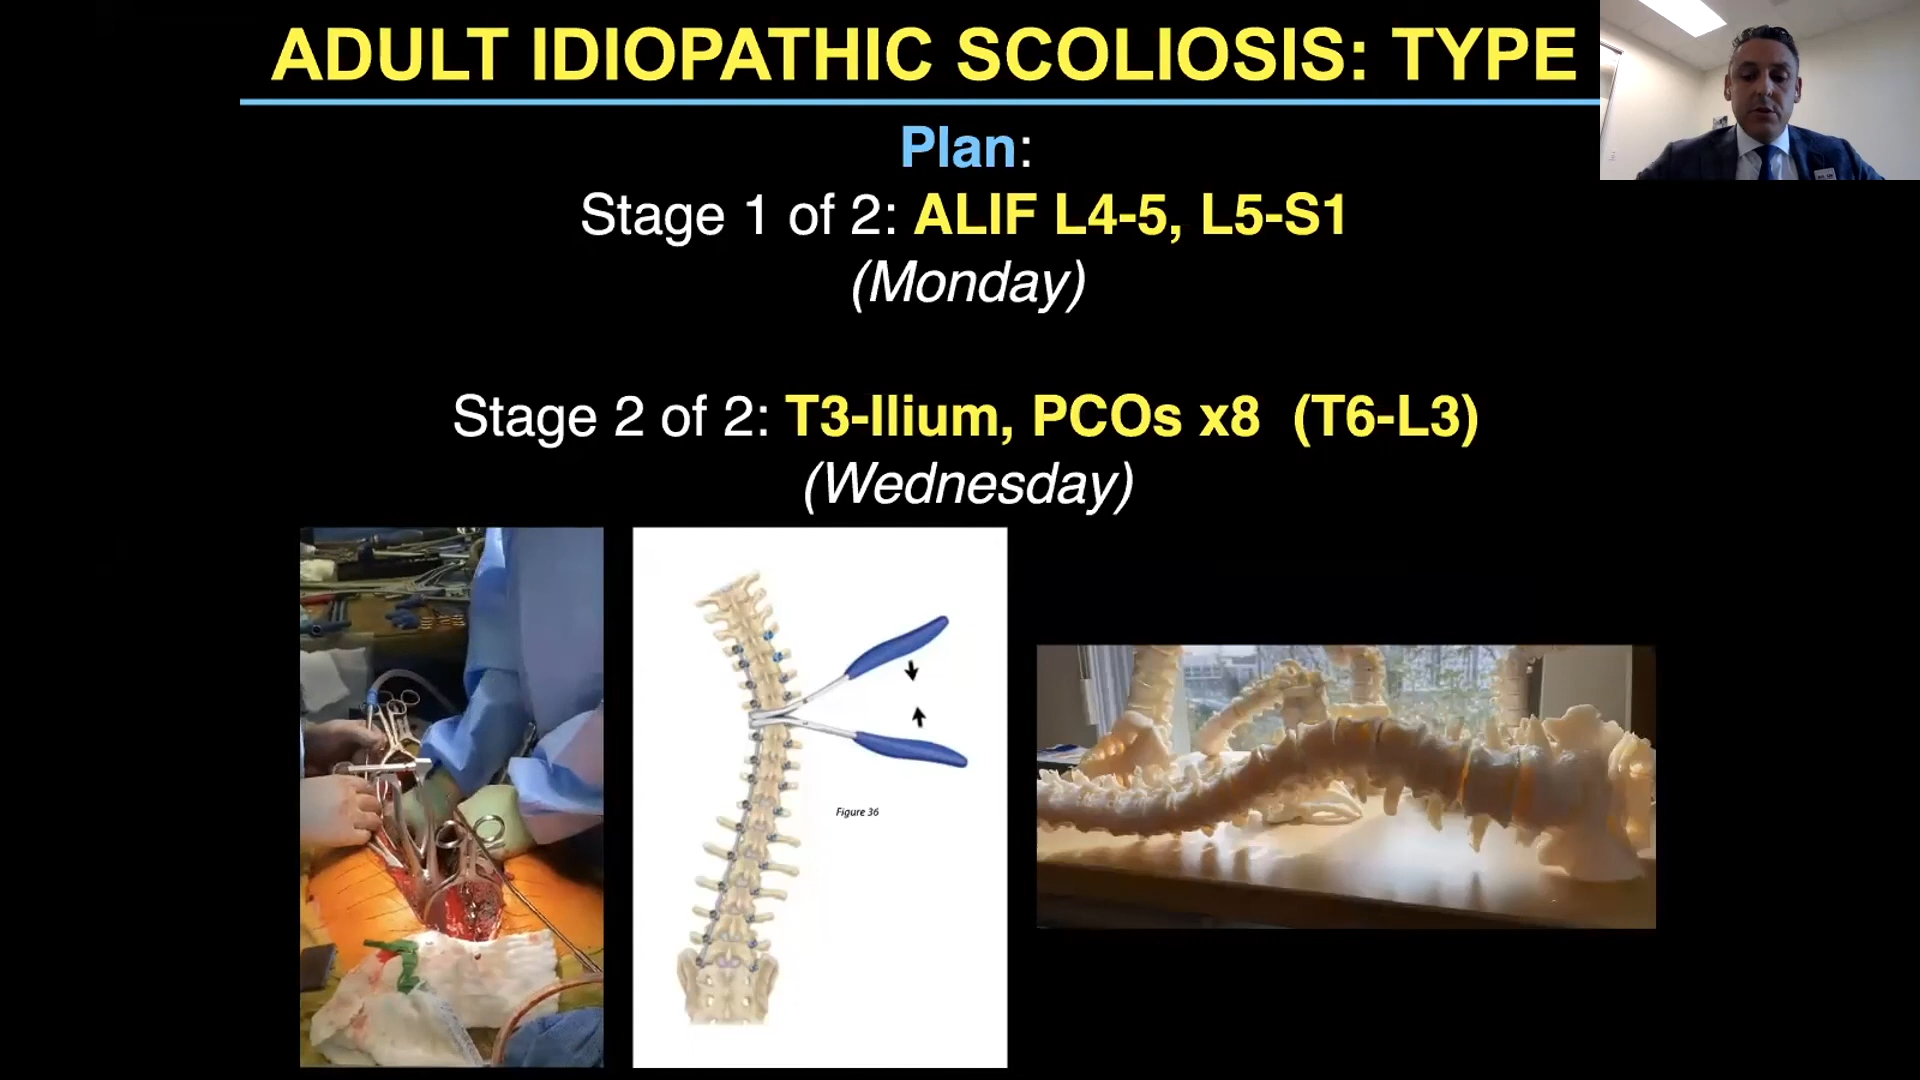 ADULT IDIOPATHIC SCOLIOSIS: TYPE
Plan:
Stage 1 of 2: ALIF L4-5, L5-S1
(Monday)
Stage 2 of 2: T3-Ilium, PCOs x8 (T6-L3)
(Wednesday)
Figure 36